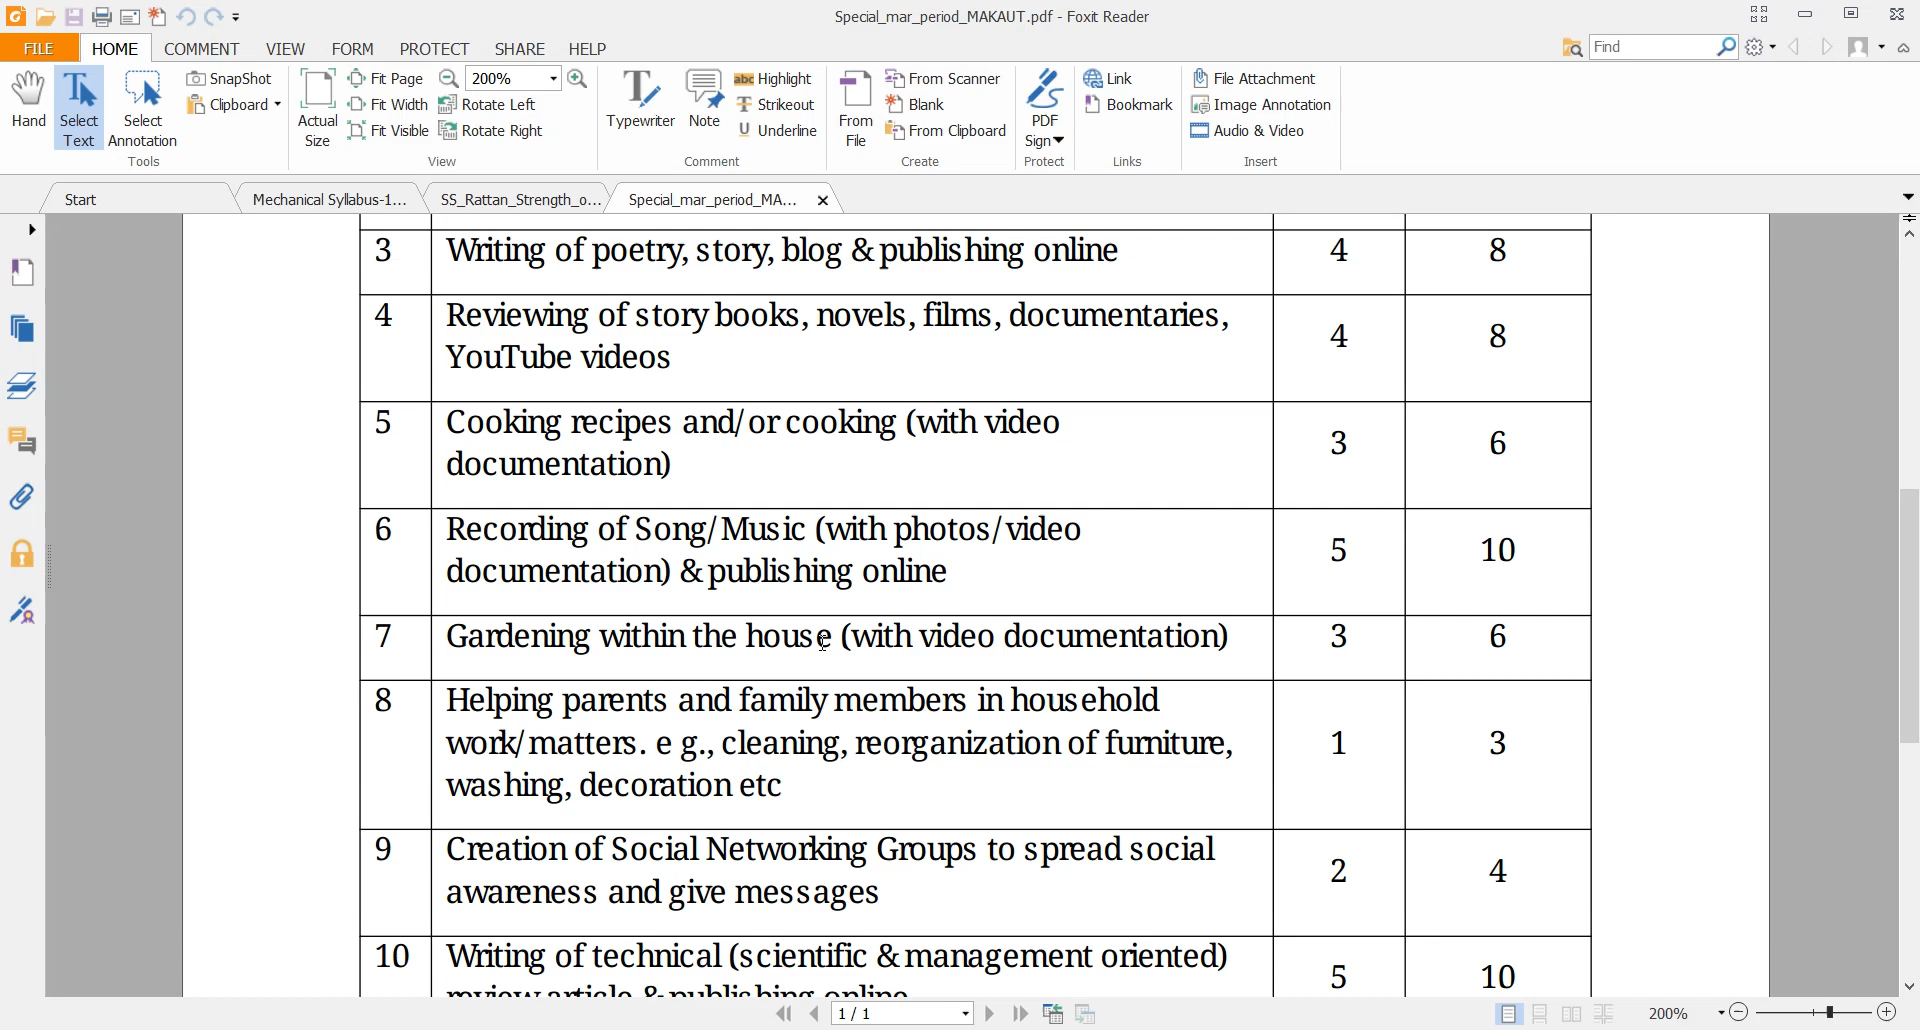 Special_mar_period_MAKAUT.pdf - Foxit Reader
FILE HOME COMMENT VIEW FORM PROTECT SHARE HELP Find
Hand
Select Text
Select Annotation
SnapShot
Clipboard
Tools
Actual Size
Fit Page
Fit Width
Fit Visible
200%
Rotate Left
Rotate Right
View
Typewriter
Note
Highlight
Strikeout
Underline
Comment
From File
From Scanner
Blank
From Clipboard
Create
PDF Sign
Protect
Link
Bookmark
Links
File Attachment
Image Annotation
Audio & Video
Insert
Start Mechanical Syllabus-1... SS_Rattan_Strength_o... Special_mar_period_MA...
3 Writing of poetry, story, blog & publishing online 4 8
4 Reviewing of story books, novels, films, documentaries,
YouTube videos 4 8
5 Cooking recipes and/or cooking (with video
documentation) 3 6
6 Recording of Song/Music (with photos/video
documentation) & publishing online 5 10
7 Gardening within the house (with video documentation) 3 6
8 Helping parents and family members in household
work/matters. e g., cleaning, reorganization of furniture, 1 3
washing, decoration etc
9 Creation of Social Networking Groups to spread social
awareness and give messages 2 4
10 Writing of technical (scientific & management oriented)
review article & publishing online 5 10
1 / 1 200%